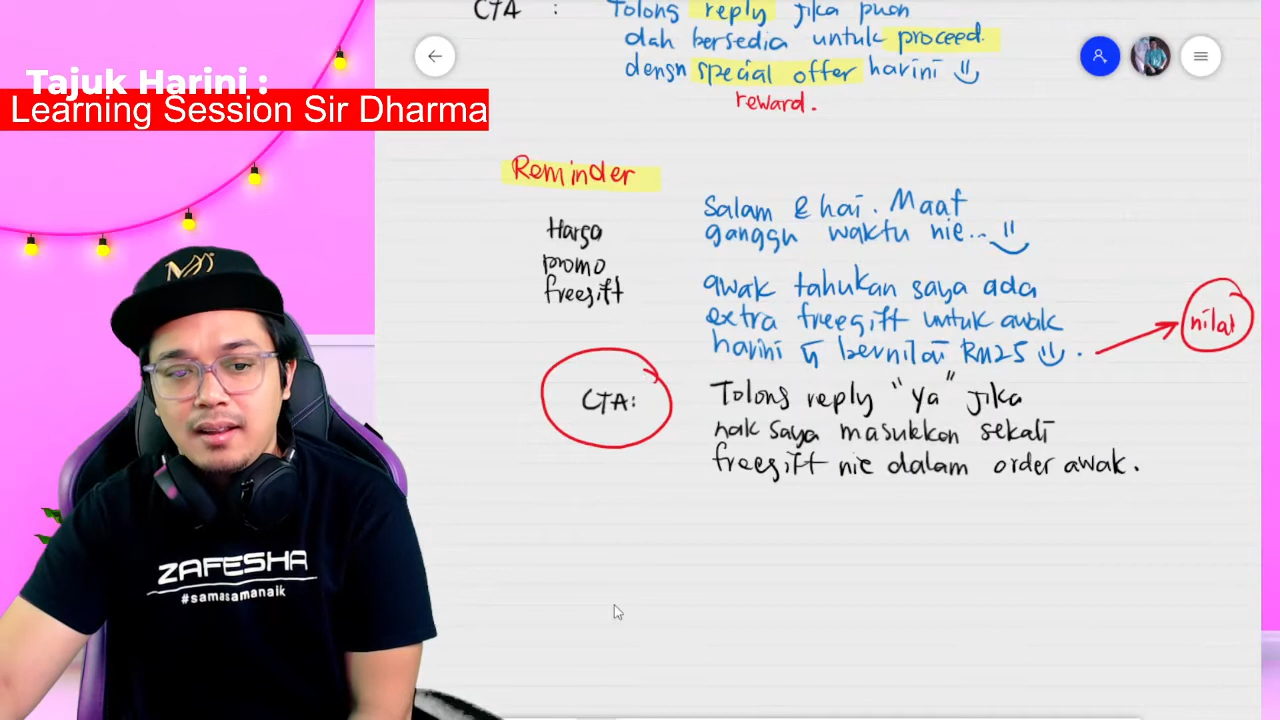 Tajuk Harini :
Learning Session Sir Dharma
CTA : Tolong reply jika puan
dah bersedia untuk proceed.
dengn special offer harini
reward.
Reminder
Harga
promo
freegift
Salam & hai. Maaf
ganggu waktu nie..
awak tahukan saya ada
extra freegift untuk awak
harini yg bernilai RM25 .
nilai
CTA:
Tolong reply "ya" jika
nak saya masukkan sekali
freegift nie dalam order awak.
ZAFESHA
#samasamanaik